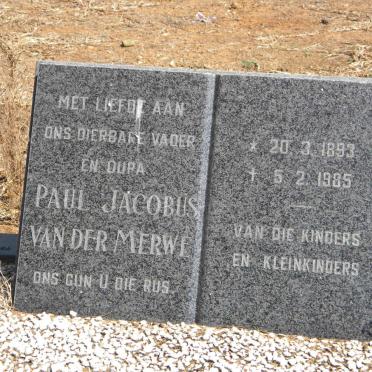 MET LIEFDE AAN
ONS DIERBARE VADER
EN OUPA
PAUL JACOBUS
VAN DER MERWE
ONS GUN U DIE RUS.
* 20.3.1893
† 5.2.1985
VAN DIE KINDERS
EN KLEINKINDERS